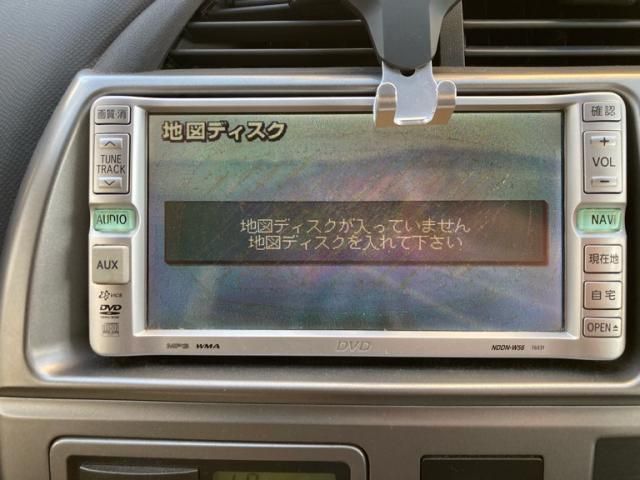 地図ディスク
地図ディスクが入っていません
地図ディスクを入れて下さい
画質・消
TUNE
TRACK
AUDIO
AUX
VICS
DVD
確認
+
VOL
-
NAVI
現在地
自宅
OPEN
MP3 WMA
DVD
NDDN-W56